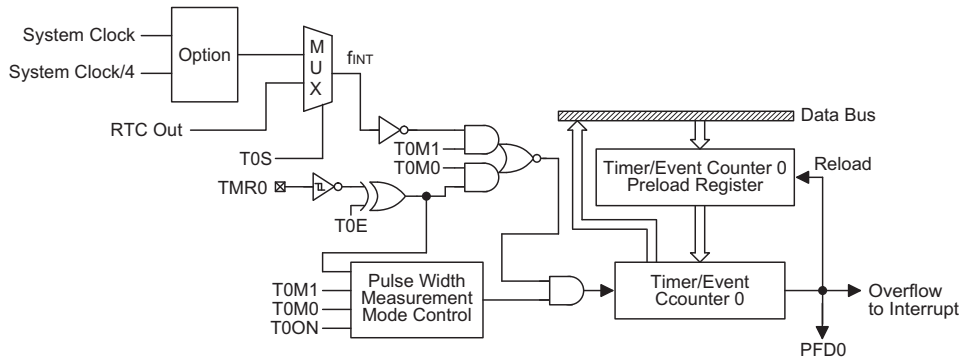 System Clock
System Clock/4
Option
M
U
X
fINT
RTC Out
T0S
T0M1
T0M0
TMR0
T0E
Data Bus
Timer/Event Counter 0
Preload Register
Reload
T0M1
T0M0
T0ON
Pulse Width
Measurement
Mode Control
Timer/Event
Ccounter 0
Overflow
to Interrupt
PFD0